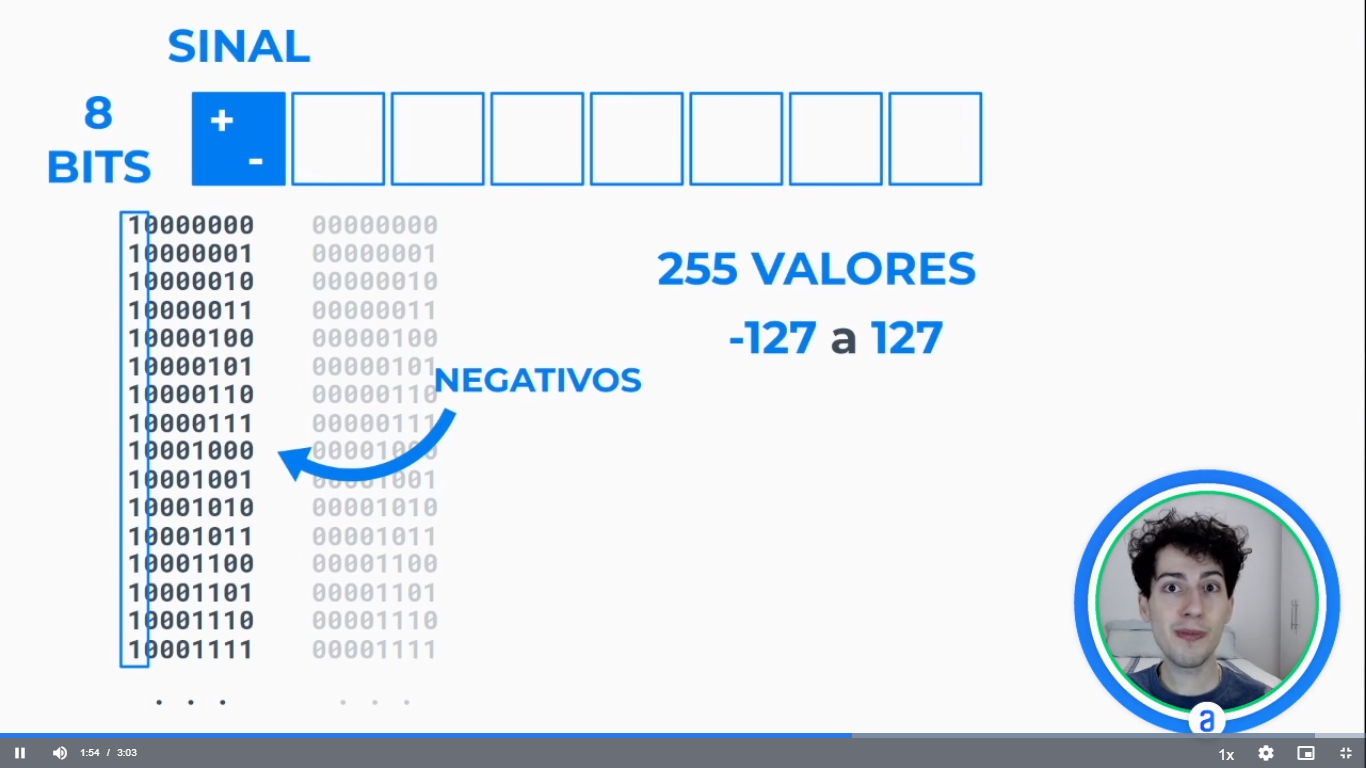 SINAL
8
BITS
+
-
10000000 00000000
10000001 00000001
10000010 00000010
10000011 00000011
10000100 00000100
10000101 00000101
10000110 00000110
10000111 00000111
10001000 00001000
10001001 00001001
10001010 00001010
10001011 00001011
10001100 00001100
10001101 00001101
10001110 00001110
10001111 00001111
. . . . . .
NEGATIVOS
255 VALORES
-127 a 127
a
1:54 / 3:03
1x